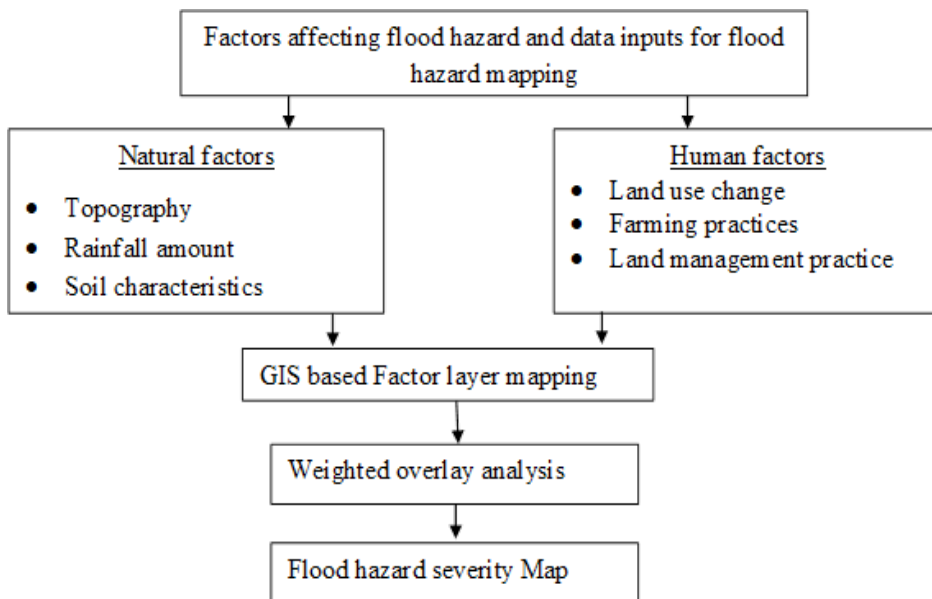 Factors affecting flood hazard and data inputs for flood
hazard mapping
Natural factors
• Topography
• Rainfall amount
• Soil characteristics
Human factors
• Land use change
• Farming practices
• Land management practice
GIS based Factor layer mapping
Weighted overlay analysis
Flood hazard severity Map